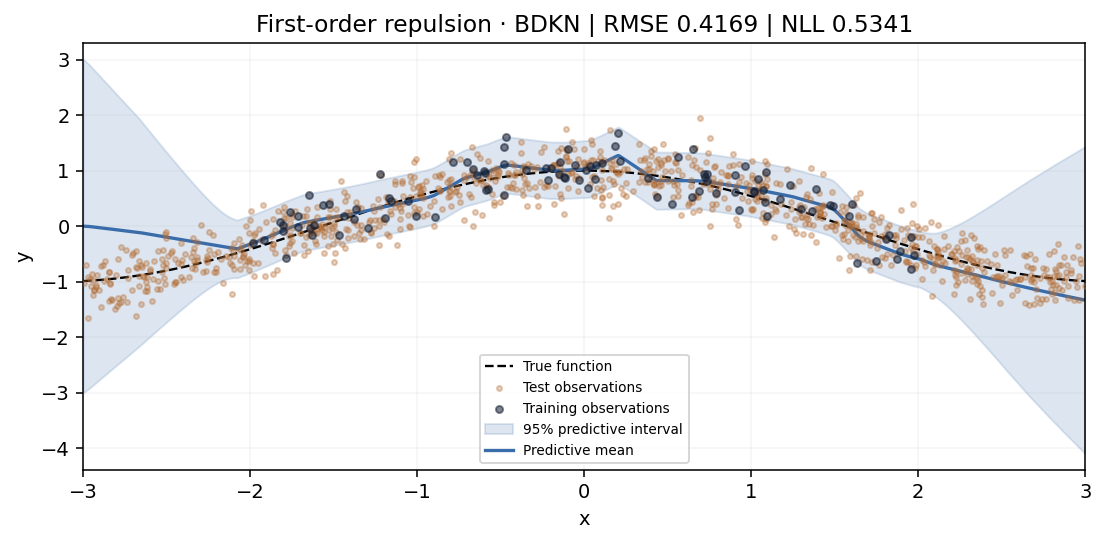 First-order repulsion · BDKN | RMSE 0.4169 | NLL 0.5341
3
2
1
0
−1
−2
−3
−4
y
True function
Test observations
Training observations
95% predictive interval
Predictive mean
−3 −2 −1 0 1 2 3
x